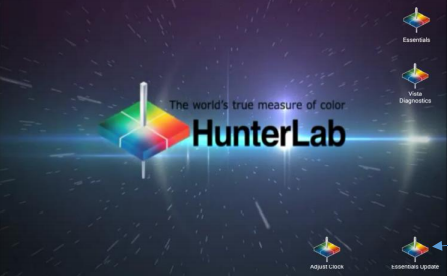 Essentials
Vista
Diagnostics
The world's true measure of color
HunterLab
Adjust Clock
Essentials Update